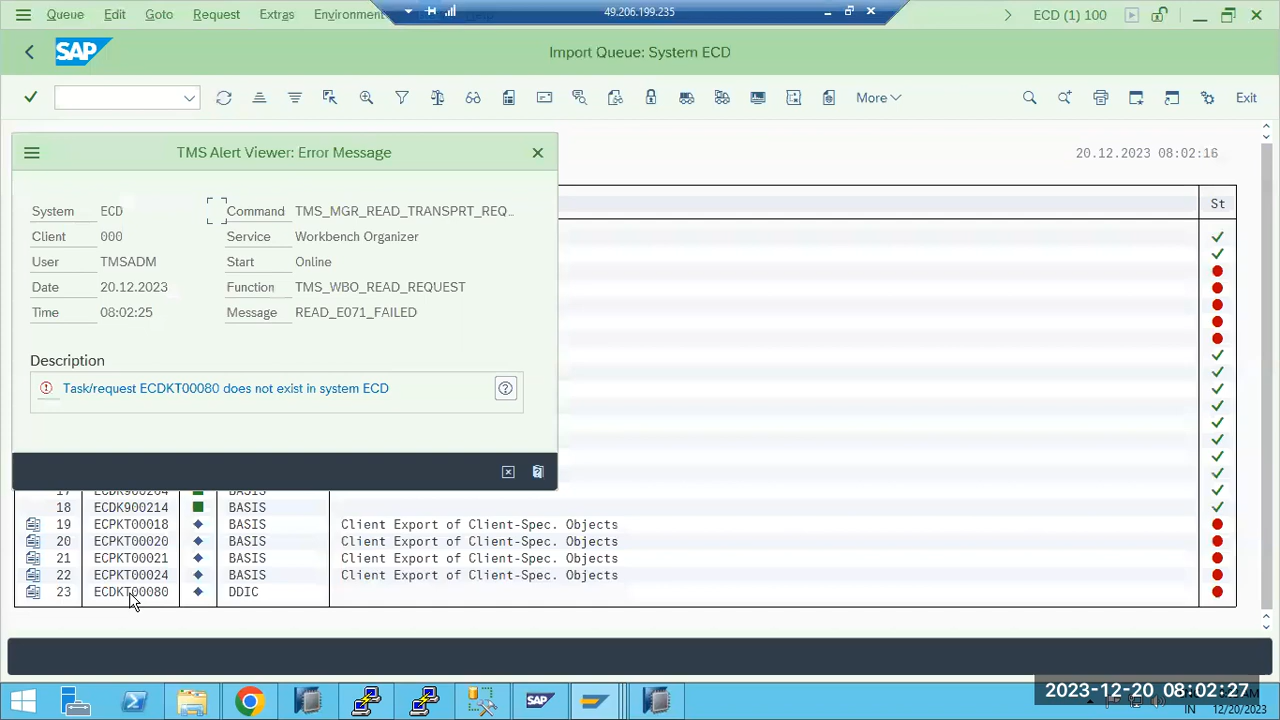 49.206.199.235
Queue Edit Goto Request Extras Environment ECD (1) 100
SAP Import Queue: System ECD
More Exit
TMS Alert Viewer: Error Message
20.12.2023 08:02:16
System ECD Command TMS_MGR_READ_TRANSPRT_REQ...
St
Client 000 Service Workbench Organizer
User TMSADM Start Online
Date 20.12.2023 Function TMS_WBO_READ_REQUEST
Time 08:02:25 Message READ_E071_FAILED
Description
Task/request ECDKT00080 does not exist in system ECD
17 ECDK900204 BASIS
18 ECDK900214 BASIS
19 ECPKT00018 BASIS Client Export of Client-Spec. Objects
20 ECPKT00020 BASIS Client Export of Client-Spec. Objects
21 ECPKT00021 BASIS Client Export of Client-Spec. Objects
22 ECPKT00024 BASIS Client Export of Client-Spec. Objects
23 ECDKT00080 DDIC
SAP
2023-12-20 08:02:27
IN 12/20/2023